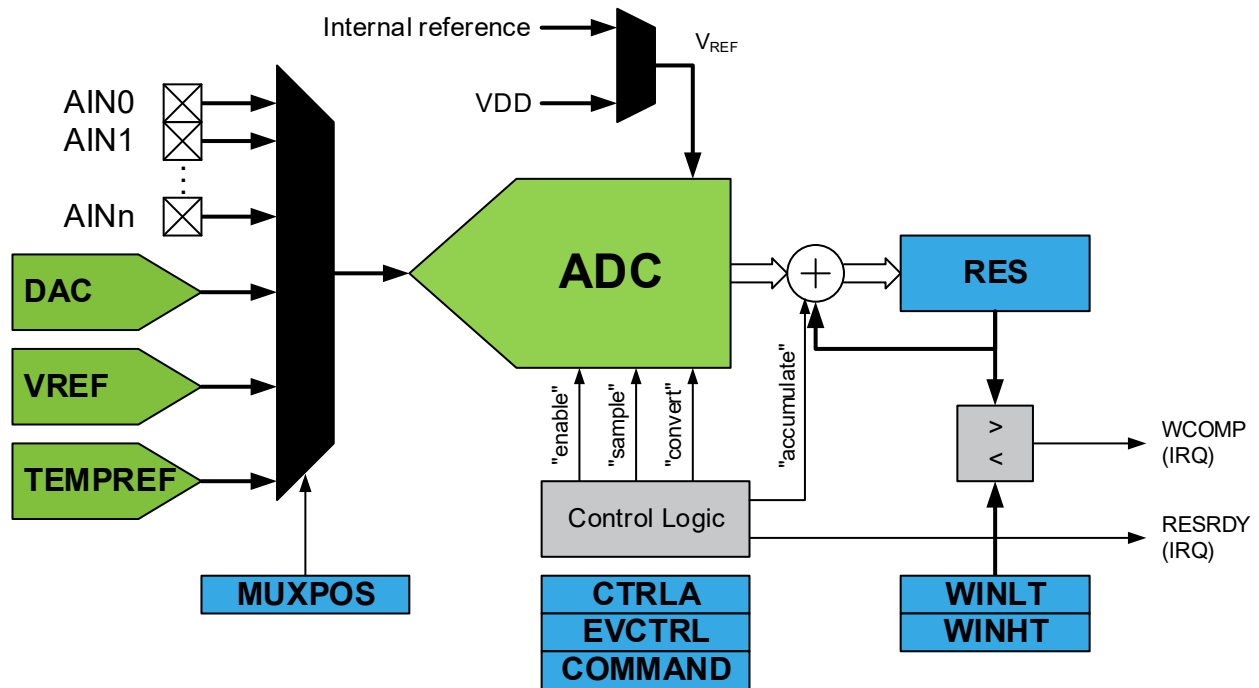 Internal reference
VDD
VREF
AIN0
AIN1
AINn
DAC
VREF
TEMPREF
MUXPOS
ADC
RES
"enable"
"sample"
"convert"
"accumulate"
Control Logic
>
<
WCOMP
(IRQ)
RESRDY
(IRQ)
CTRLA
EVCTRL
COMMAND
WINLT
WINHT